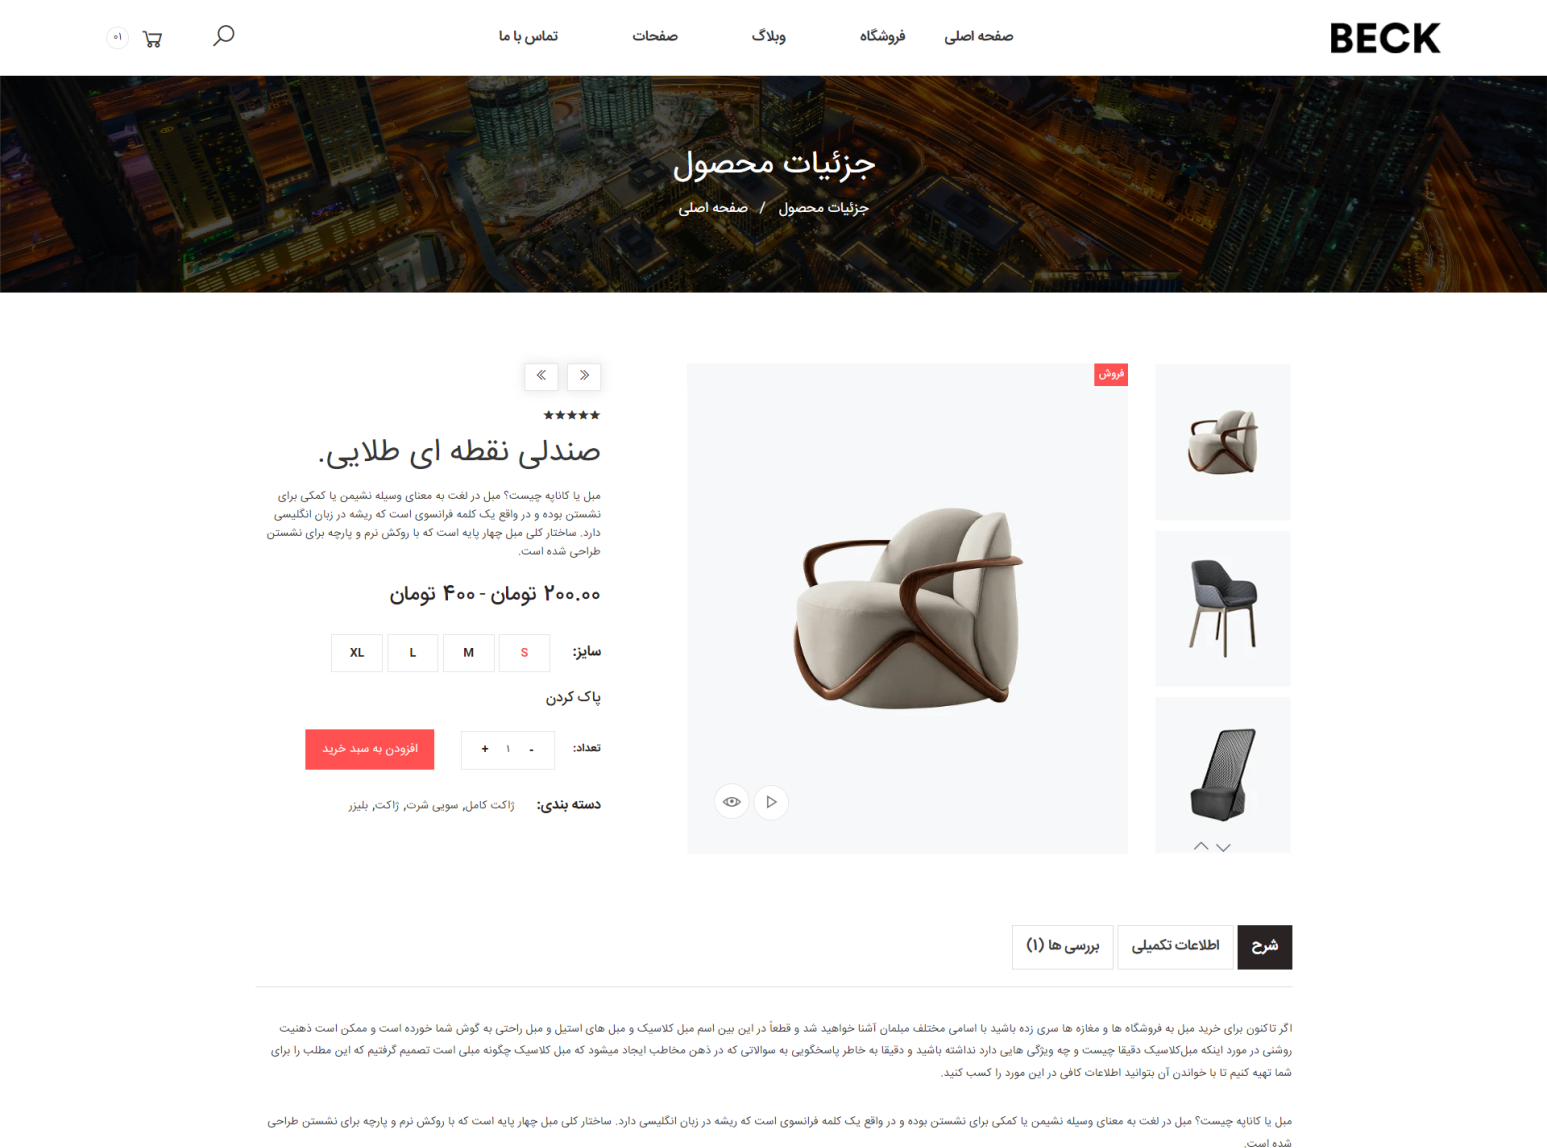 BECK
صفحه اصلی
فروشگاه
وبلاگ
صفحات
تماس با ما
۰۱
جزئیات محصول
جزئیات محصول / صفحه اصلی
فروش
صندلی نقطه ای طلایی.
مبل یا کاناپه چیست؟ مبل در لغت به معنای وسیله نشیمن یا کمکی برای
نشستن بوده و در واقع یک کلمه فرانسوی است که ریشه در زبان انگلیسی
دارد. ساختار کلی مبل چهار پایه است که با روکش نرم و پارچه برای نشستن
طراحی شده است.
۲۰۰.۰۰ تومان - ۴۰۰ تومان
سایز: S M L XL
پاک کردن
تعداد: - ۱ + افزودن به سبد خرید
دسته بندی: ژاکت کامل, سویی شرت, ژاکت, بلیزر
شرح
اطلاعات تکمیلی
بررسی ها (۱)
اگر تاکنون برای خرید مبل به فروشگاه ها و مغازه ها سری زده باشید با اسامی مختلف مبلمان آشنا خواهید شد و قطعاً در این بین اسم مبل کلاسیک و مبل های استیل و مبل راحتی به گوش شما خورده است و ممکن است ذهنیت
روشنی در مورد اینکه مبل‌کلاسیک دقیقا چیست و چه ویژگی هایی دارد نداشته باشید و دقیقا به خاطر پاسخگویی به سوالاتی که در ذهن مخاطب ایجاد میشود که مبل کلاسیک چگونه مبلی است تصمیم گرفتیم که این مطلب را برای
شما تهیه کنیم تا با خواندن آن بتوانید اطلاعات کافی در این مورد را کسب کنید.
مبل یا کاناپه چیست؟ مبل در لغت به معنای وسیله نشیمن یا کمکی برای نشستن بوده و در واقع یک کلمه فرانسوی است که ریشه در زبان انگلیسی دارد. ساختار کلی مبل چهار پایه است که با روکش نرم و پارچه برای نشستن طراحی
شده است.